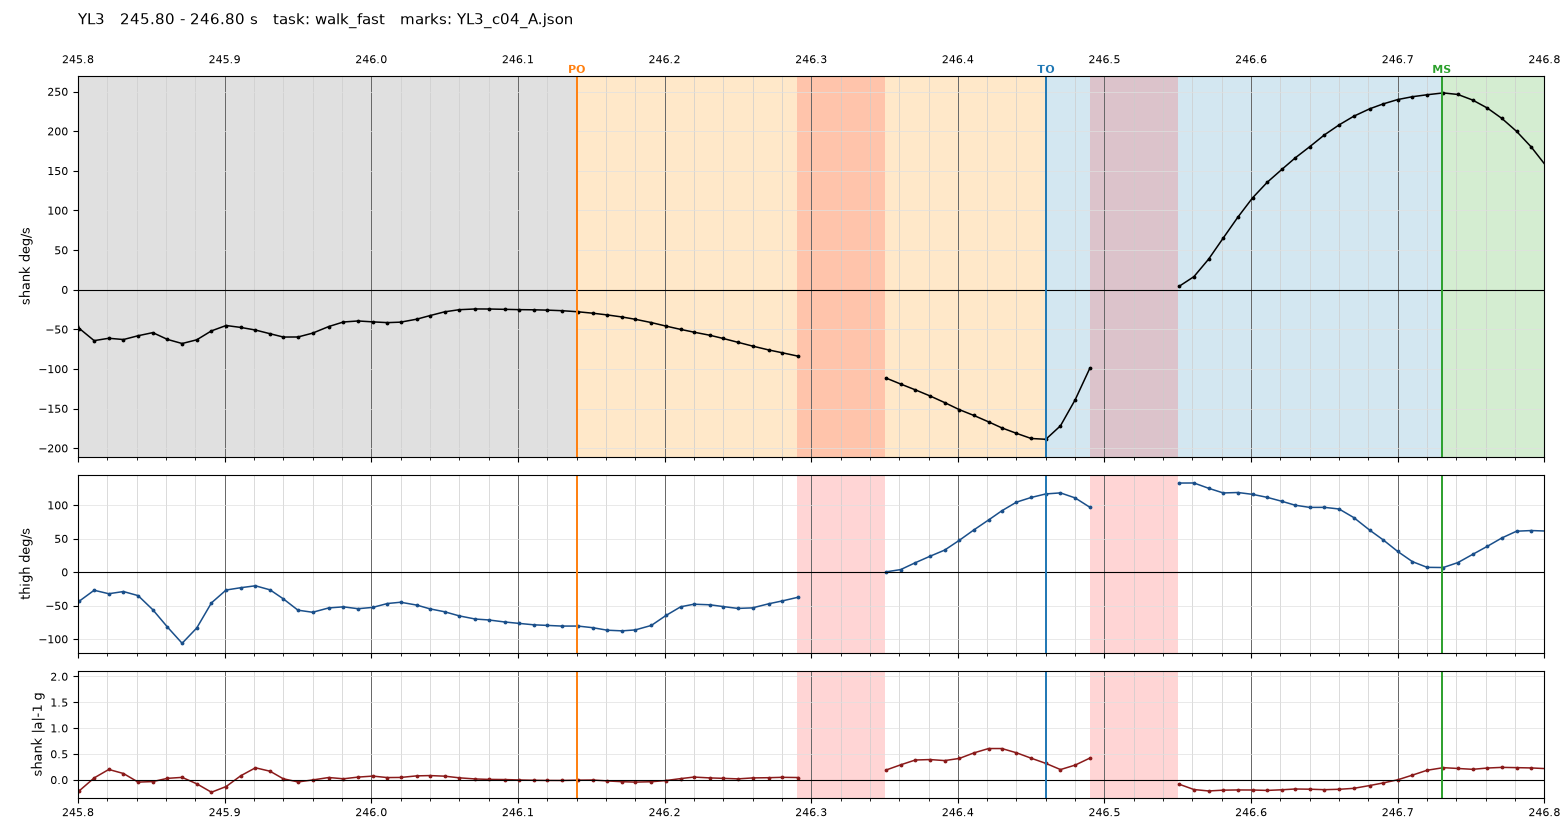 YL3   245.80 - 246.80 s   task: walk_fast   marks: YL3_c04_A.json
245.8 245.9 246.0 246.1 246.2 246.3 246.4 246.5 246.6 246.7 246.8
PO TO MS
shank deg/s
250
200
150
100
50
0
−50
−100
−150
−200
thigh deg/s
100
50
0
−50
−100
shank |a|-1 g
2.0
1.5
1.0
0.5
0.0
245.8 245.9 246.0 246.1 246.2 246.3 246.4 246.5 246.6 246.7 246.8